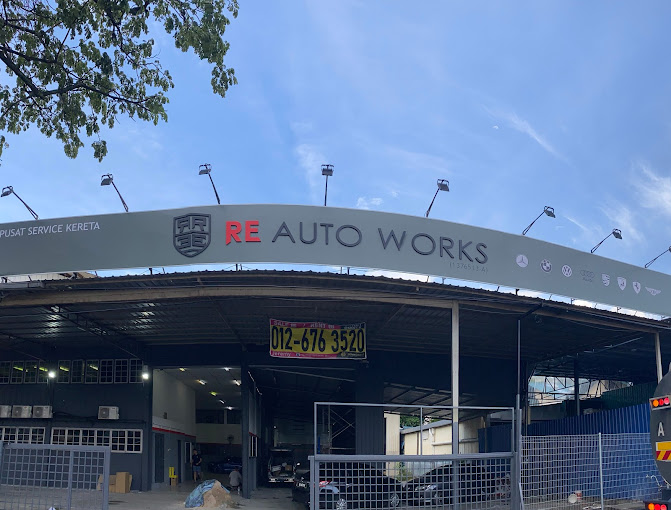 PUSAT SERVICE KERETA
RE AUTO WORKS
012-676 3520
A